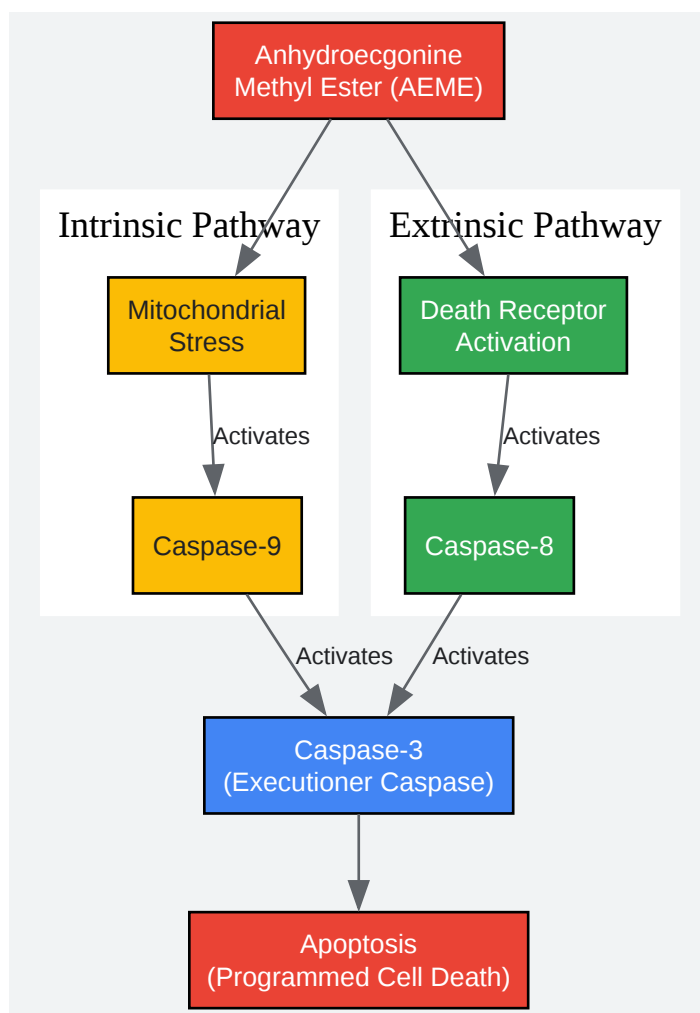 Anhydroecgonine
Methyl Ester (AEME)
Intrinsic Pathway
Extrinsic Pathway
Mitochondrial
Stress
Death Receptor
Activation
Activates
Activates
Caspase-9
Caspase-8
Activates
Activates
Caspase-3
(Executioner Caspase)
Apoptosis
(Programmed Cell Death)